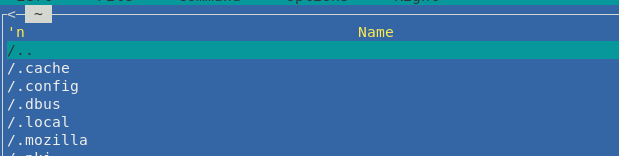 <- ~
'n Name
/..
/.cache
/.config
/.dbus
/.local
/.mozilla